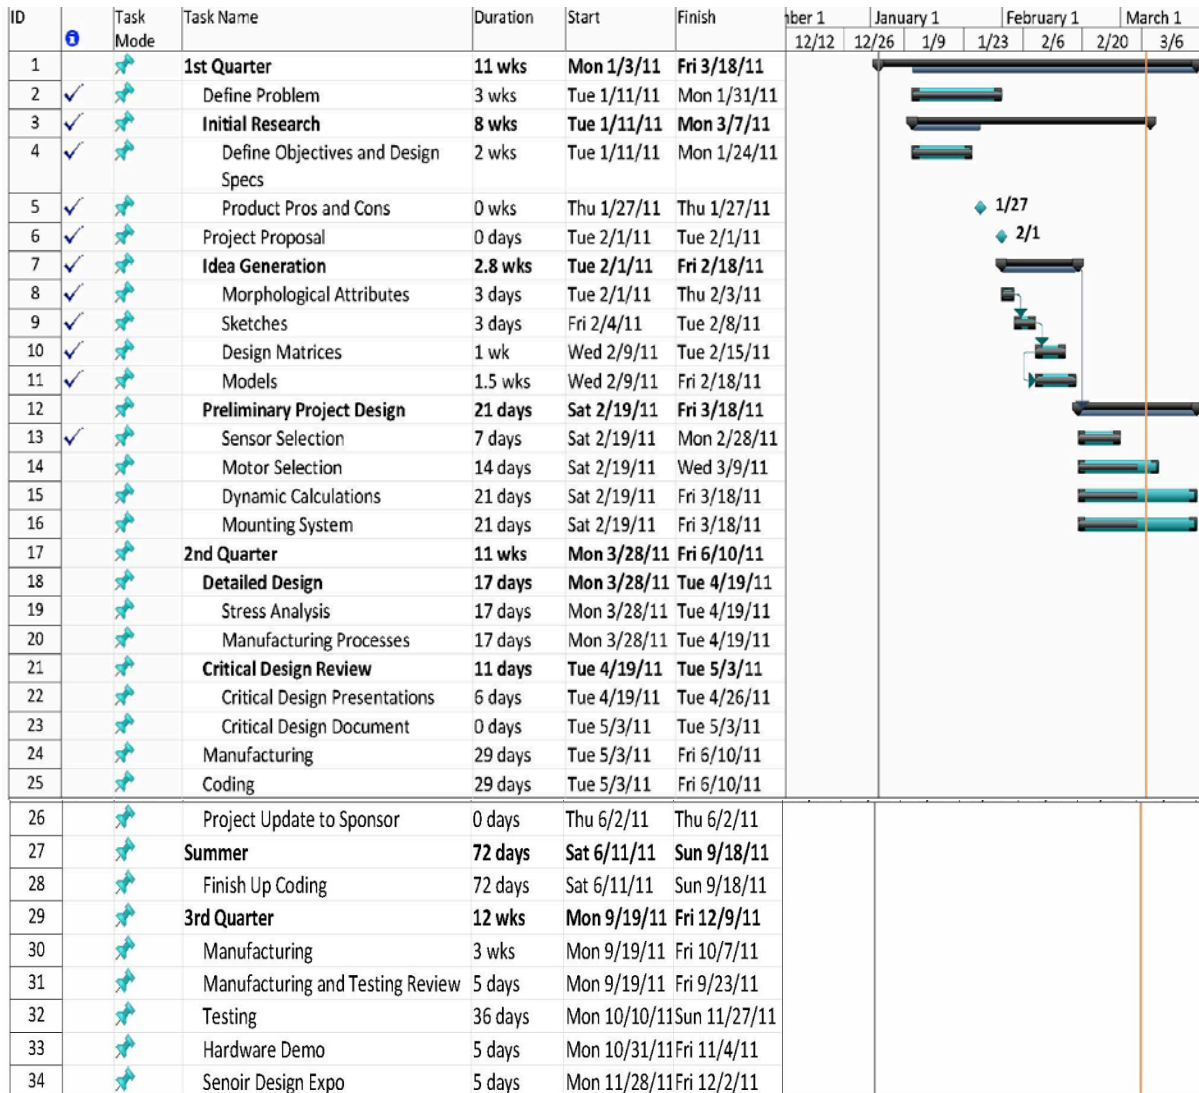 ID Task Mode Task Name Duration Start Finish nber 1 January 1 February 1 March 1
12/12 12/26 1/9 1/23 2/6 2/20 3/6
1 1st Quarter 11 wks Mon 1/3/11 Fri 3/18/11
2 Define Problem 3 wks Tue 1/11/11 Mon 1/31/11
3 Initial Research 8 wks Tue 1/11/11 Mon 3/7/11
4 Define Objectives and Design Specs 2 wks Tue 1/11/11 Mon 1/24/11
5 Product Pros and Cons 0 wks Thu 1/27/11 Thu 1/27/11 1/27
6 Project Proposal 0 days Tue 2/1/11 Tue 2/1/11 2/1
7 Idea Generation 2.8 wks Tue 2/1/11 Fri 2/18/11
8 Morphological Attributes 3 days Tue 2/1/11 Thu 2/3/11
9 Sketches 3 days Fri 2/4/11 Tue 2/8/11
10 Design Matrices 1 wk Wed 2/9/11 Tue 2/15/11
11 Models 1.5 wks Wed 2/9/11 Fri 2/18/11
12 Preliminary Project Design 21 days Sat 2/19/11 Fri 3/18/11
13 Sensor Selection 7 days Sat 2/19/11 Mon 2/28/11
14 Motor Selection 14 days Sat 2/19/11 Wed 3/9/11
15 Dynamic Calculations 21 days Sat 2/19/11 Fri 3/18/11
16 Mounting System 21 days Sat 2/19/11 Fri 3/18/11
17 2nd Quarter 11 wks Mon 3/28/11 Fri 6/10/11
18 Detailed Design 17 days Mon 3/28/11 Tue 4/19/11
19 Stress Analysis 17 days Mon 3/28/11 Tue 4/19/11
20 Manufacturing Processes 17 days Mon 3/28/11 Tue 4/19/11
21 Critical Design Review 11 days Tue 4/19/11 Tue 5/3/11
22 Critical Design Presentations 6 days Tue 4/19/11 Tue 4/26/11
23 Critical Design Document 0 days Tue 5/3/11 Tue 5/3/11
24 Manufacturing 29 days Tue 5/3/11 Fri 6/10/11
25 Coding 29 days Tue 5/3/11 Fri 6/10/11
26 Project Update to Sponsor 0 days Thu 6/2/11 Thu 6/2/11
27 Summer 72 days Sat 6/11/11 Sun 9/18/11
28 Finish Up Coding 72 days Sat 6/11/11 Sun 9/18/11
29 3rd Quarter 12 wks Mon 9/19/11 Fri 12/9/11
30 Manufacturing 3 wks Mon 9/19/11 Fri 10/7/11
31 Manufacturing and Testing Review 5 days Mon 9/19/11 Fri 9/23/11
32 Testing 36 days Mon 10/10/11 Sun 11/27/11
33 Hardware Demo 5 days Mon 10/31/11 Fri 11/4/11
34 Senoir Design Expo 5 days Mon 11/28/11 Fri 12/2/11